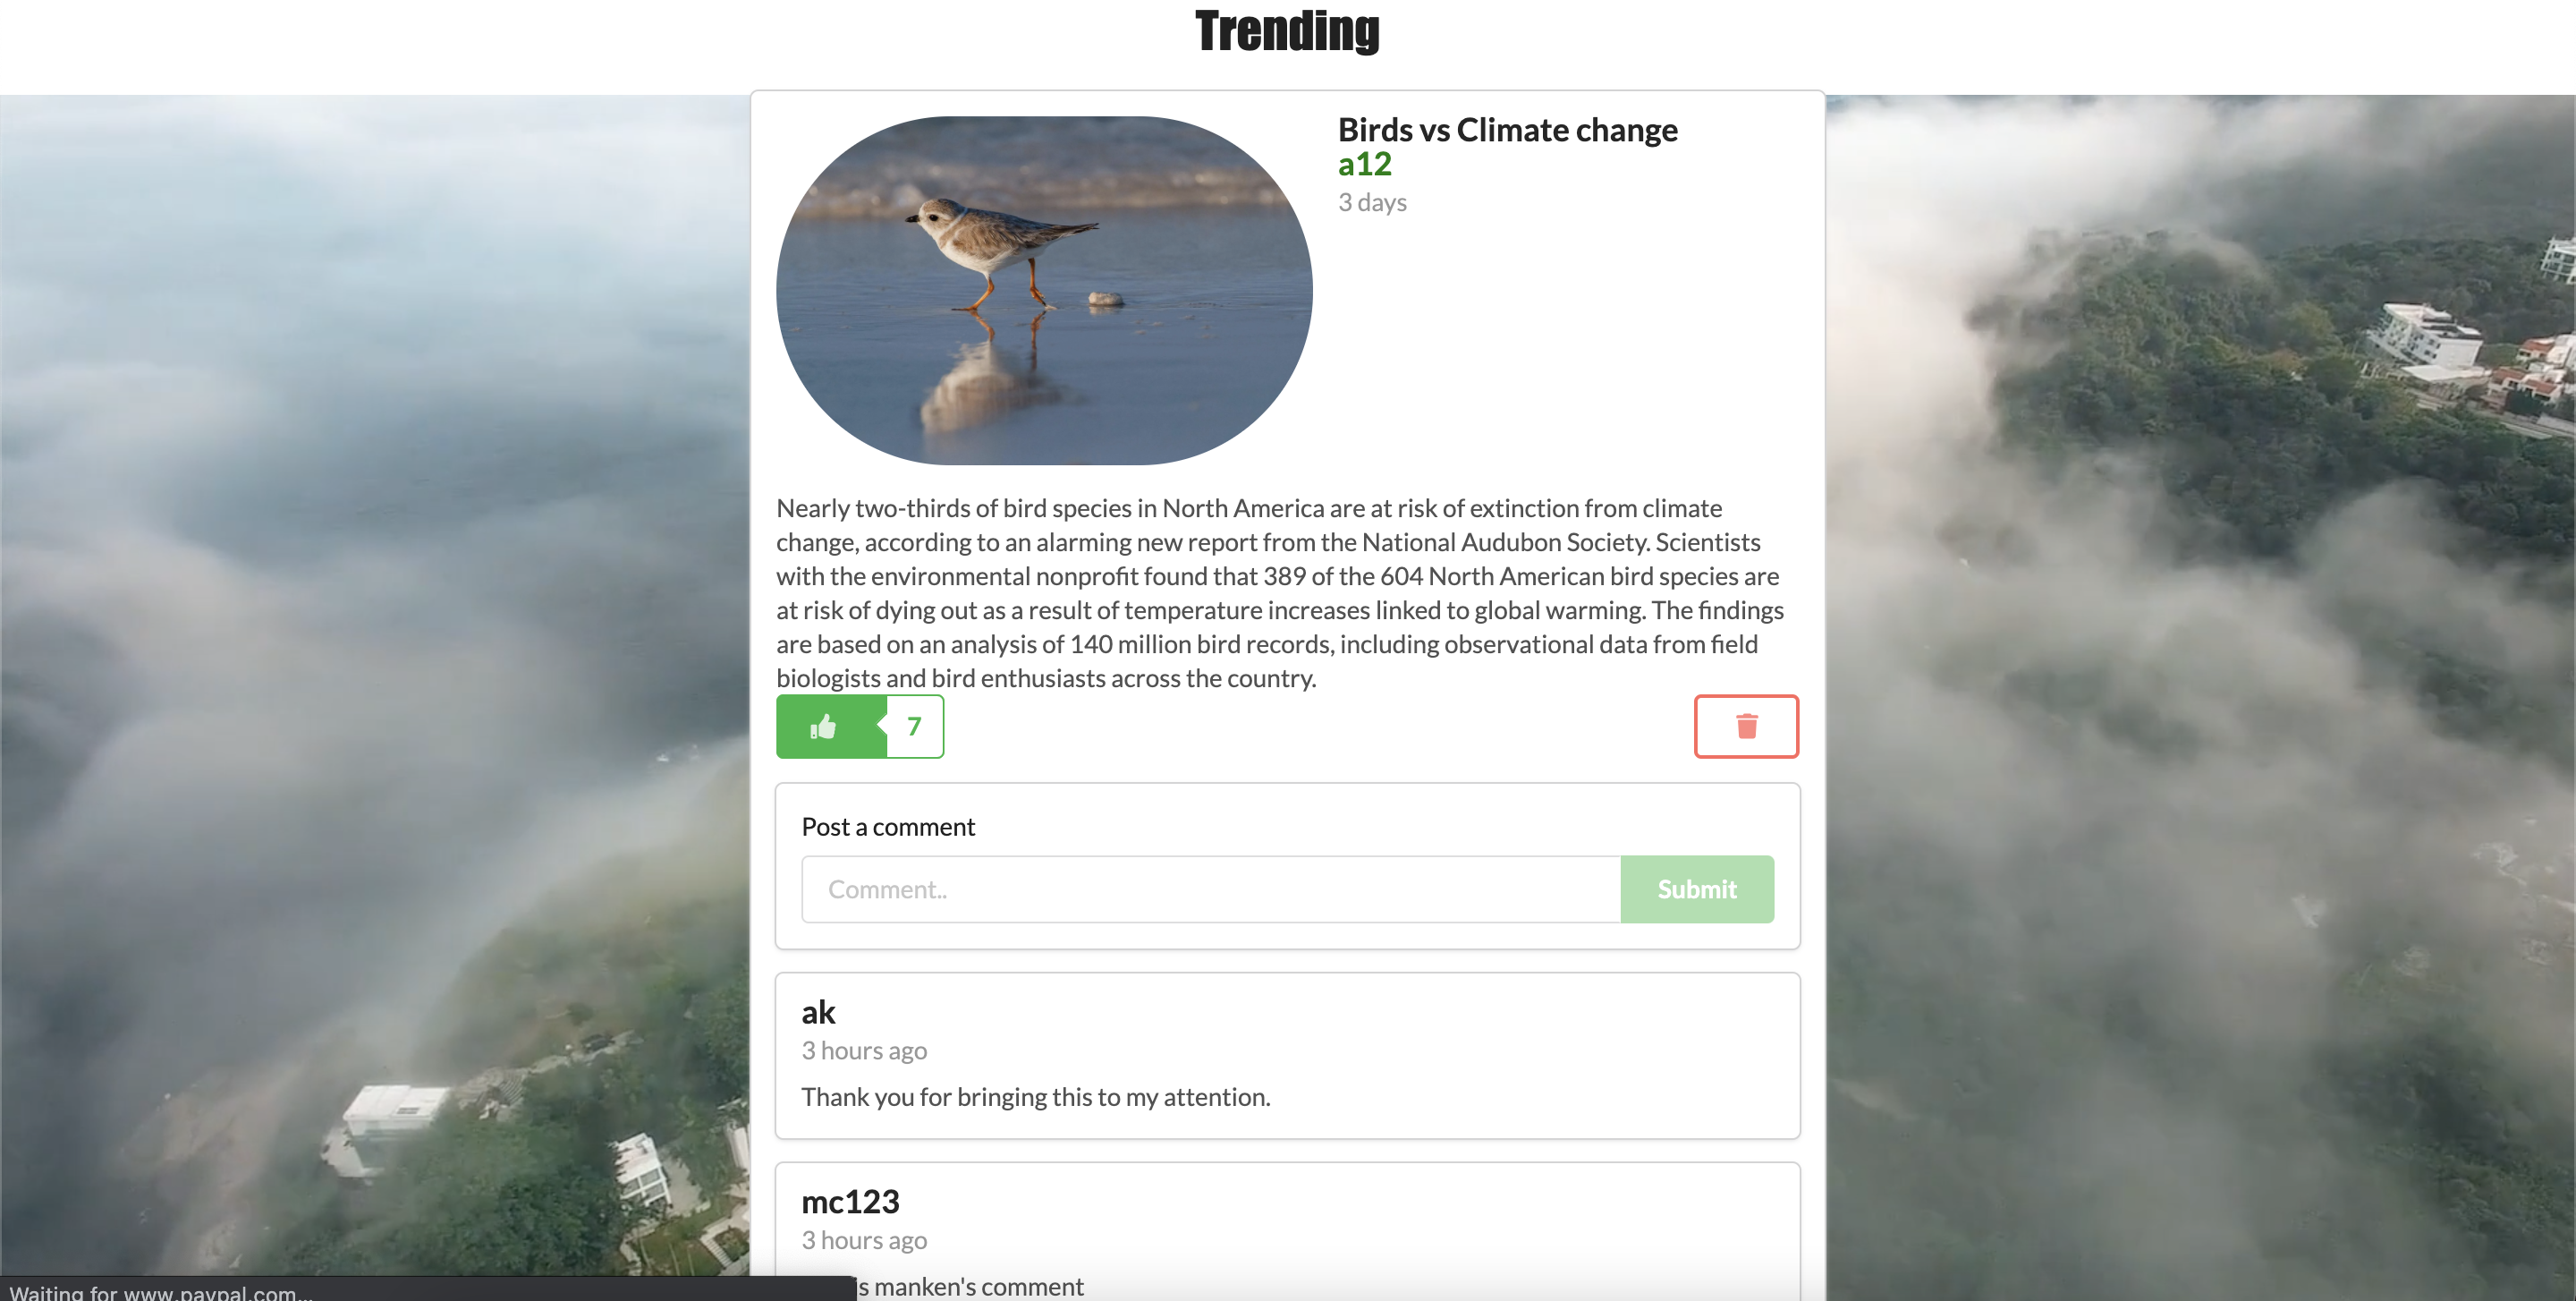 Trending
Birds vs Climate change
a12
3 days
Nearly two-thirds of bird species in North America are at risk of extinction from climate
change, according to an alarming new report from the National Audubon Society. Scientists
with the environmental nonprofit found that 389 of the 604 North American bird species are
at risk of dying out as a result of temperature increases linked to global warming. The findings
are based on an analysis of 140 million bird records, including observational data from field
biologists and bird enthusiasts across the country.
7
Post a comment
Comment..
Submit
ak
3 hours ago
Thank you for bringing this to my attention.
mc123
3 hours ago
manken's comment
Waiting for www.paypal.com...